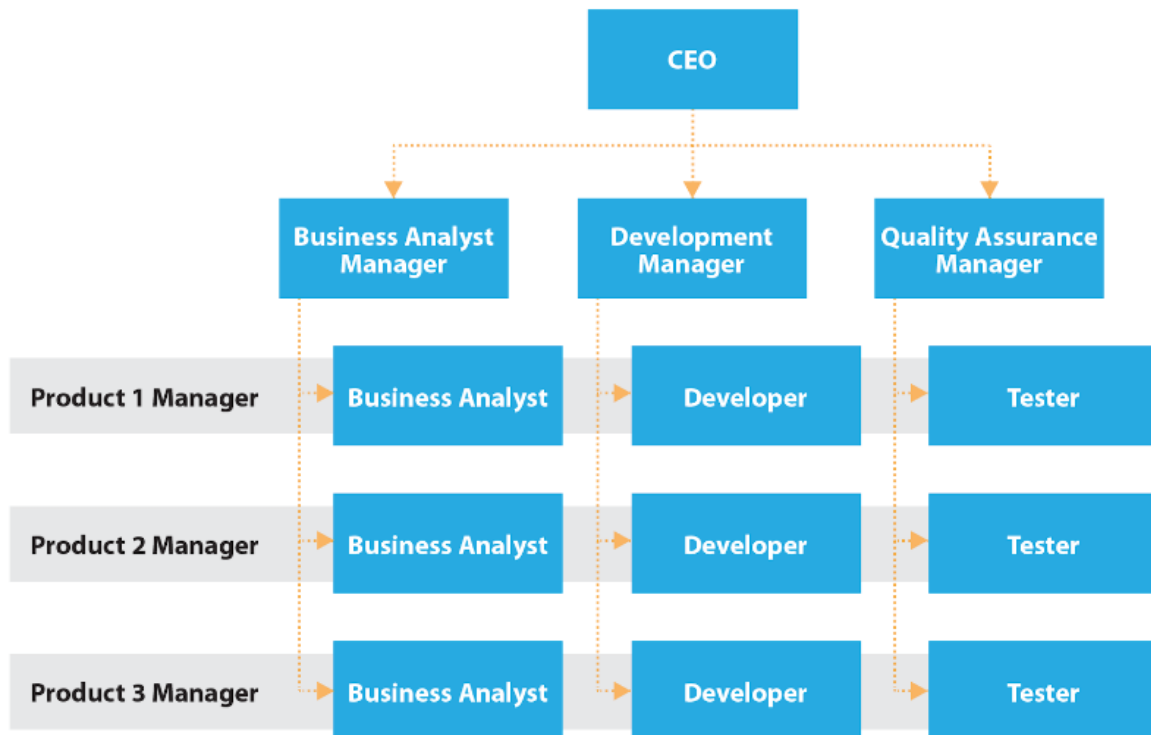 CEO
Business Analyst
Manager
Development
Manager
Quality Assurance
Manager
Product 1 Manager
Business Analyst
Developer
Tester
Product 2 Manager
Business Analyst
Developer
Tester
Product 3 Manager
Business Analyst
Developer
Tester